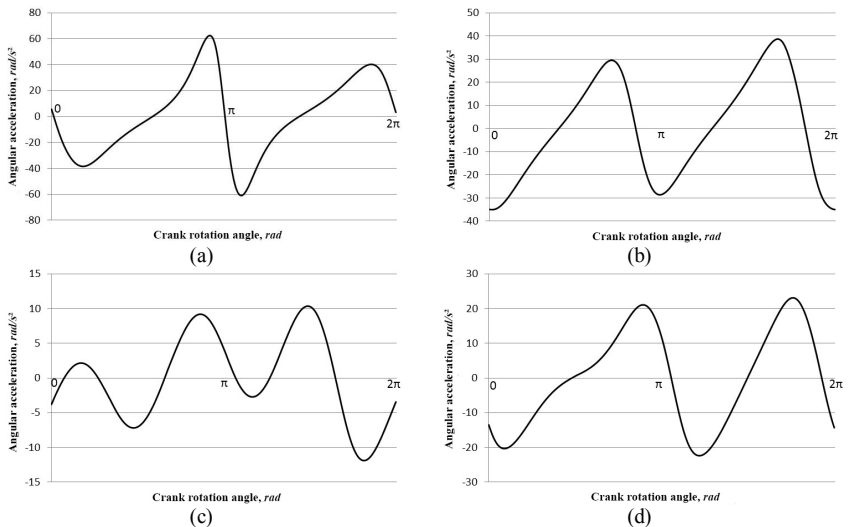 Angular acceleration, rad/s²
80
60
40
20
0
-20
-40
-60
-80
0
π
2π
Crank rotation angle, rad
(a)
Angular acceleration, rad/s²
50
40
30
20
10
0
-10
-20
-30
-40
0
π
2π
Crank rotation angle, rad
(b)
Angular acceleration, rad/s²
15
10
5
0
-5
-10
-15
0
π
2π
Crank rotation angle, rad
(c)
Angular acceleration, rad/s²
30
20
10
0
-10
-20
-30
0
π
2π
Crank rotation angle, rad
(d)